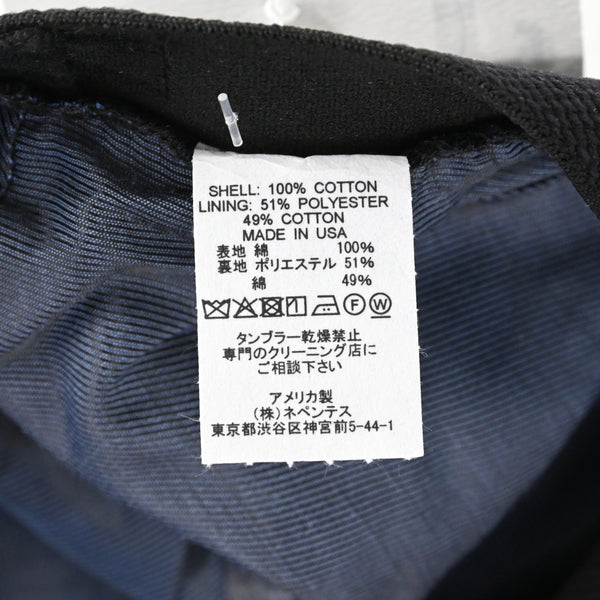 SHELL: 100% COTTON
LINING: 51% POLYESTER
49% COTTON
MADE IN USA
表地 綿 100%
裏地 ポリエステル 51%
綿 49%
F W
タンブラー乾燥禁止
専門のクリーニング店に
ご相談下さい
アメリカ製
(株)ネペンテス
東京都渋谷区神宮前5-44-1